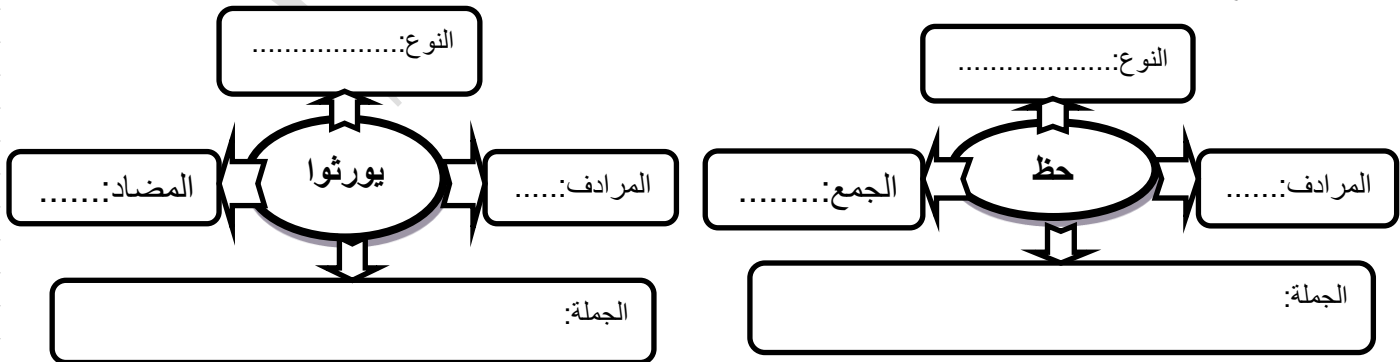 النوع:..................
حظ
المرادف:......
الجمع:.........
الجملة:
النوع:..................
يورثوا
المرادف:.....
المضاد:.......
الجملة: